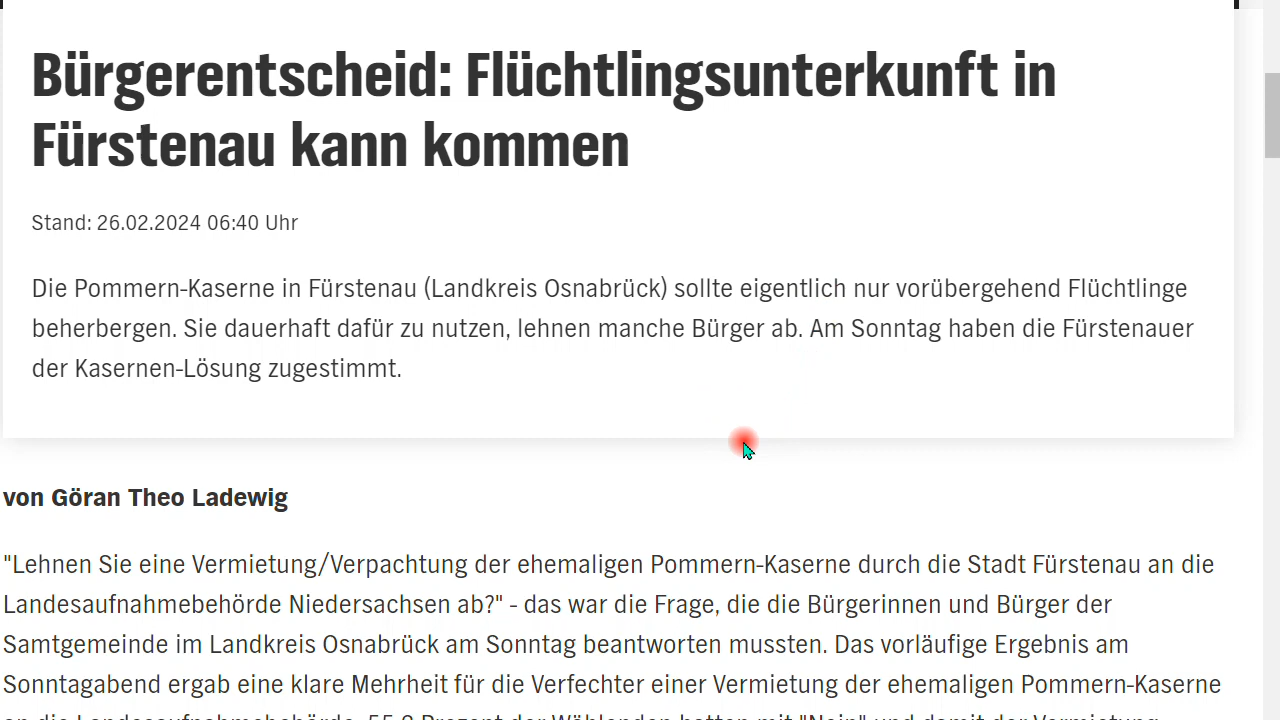 Bürgerentscheid: Flüchtlingsunterkunft in
Fürstenau kann kommen
Stand: 26.02.2024 06:40 Uhr
Die Pommern-Kaserne in Fürstenau (Landkreis Osnabrück) sollte eigentlich nur vorübergehend Flüchtlinge
beherbergen. Sie dauerhaft dafür zu nutzen, lehnen manche Bürger ab. Am Sonntag haben die Fürstenauer
der Kasernen-Lösung zugestimmt.
von Göran Theo Ladewig
"Lehnen Sie eine Vermietung/Verpachtung der ehemaligen Pommern-Kaserne durch die Stadt Fürstenau an die
Landesaufnahmebehörde Niedersachsen ab?" - das war die Frage, die die Bürgerinnen und Bürger der
Samtgemeinde im Landkreis Osnabrück am Sonntag beantworten mussten. Das vorläufige Ergebnis am
Sonntagabend ergab eine klare Mehrheit für die Verfechter einer Vermietung der ehemaligen Pommern-Kaserne